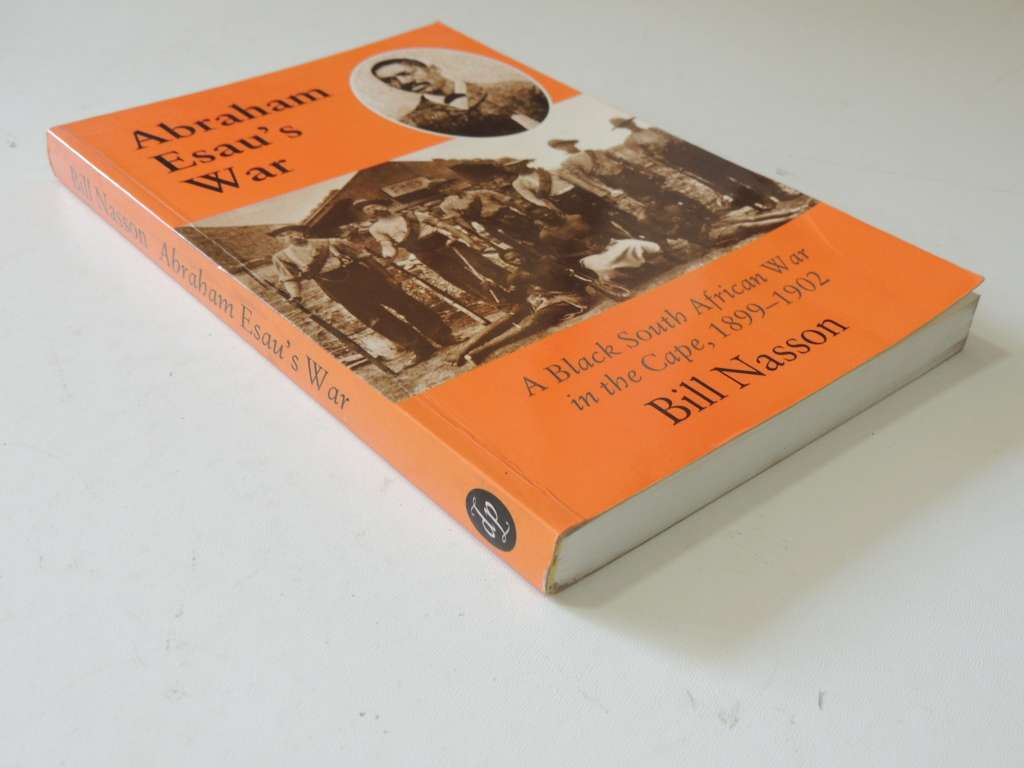 Abraham
Esau's
War
A Black South African War
in the Cape, 1899–1902
Bill Nasson
Bill Nasson Abraham Esau's War